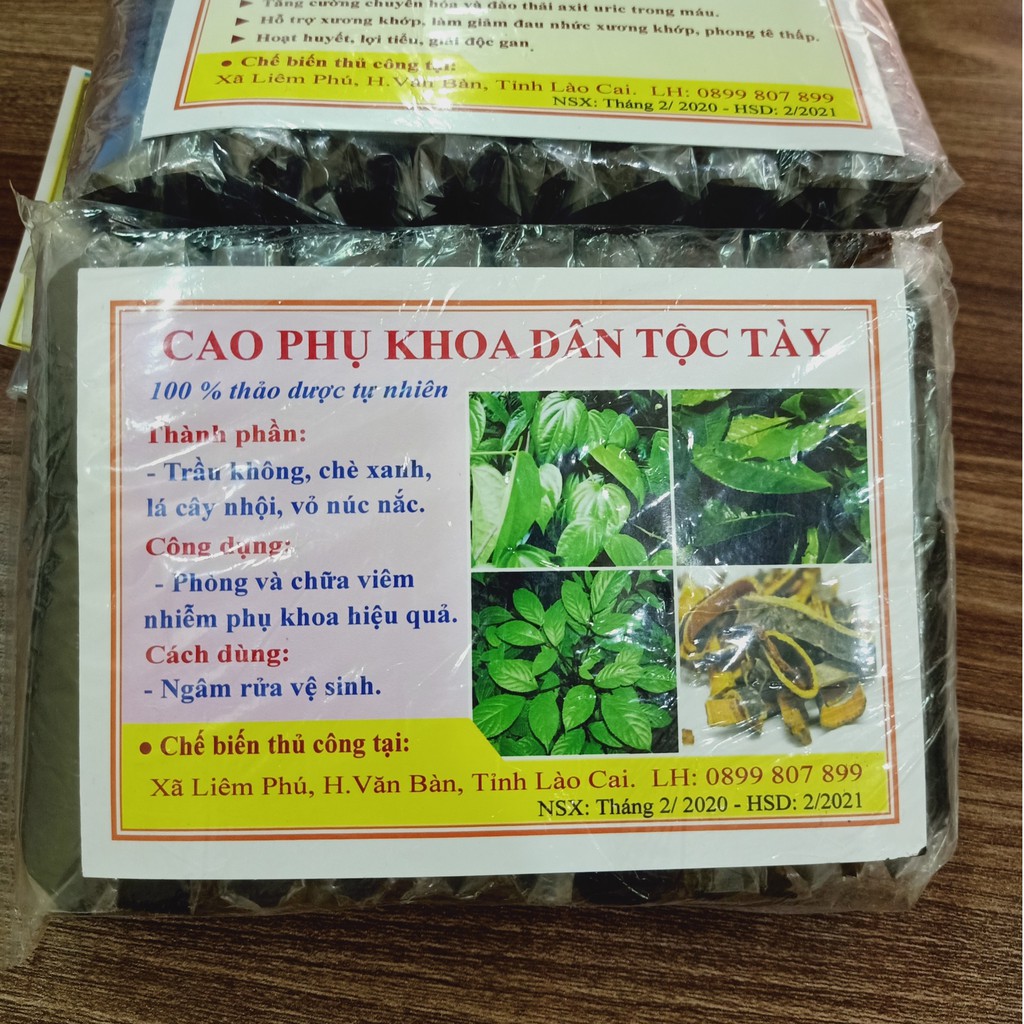 ► Tăng cường chuyển hóa và đào thải axit uric trong máu.
► Hỗ trợ xương khớp, làm giảm đau nhức xương khớp, phong tê thấp.
► Hoạt huyết, lợi tiểu, giải độc gan.
● Chế biến thủ công tại:
Xã Liêm Phú, H.Văn Bàn, Tỉnh Lào Cai. LH: 0899 807 899
NSX: Tháng 2/ 2020 - HSD: 2/2021
CAO PHỤ KHOA DÂN TỘC TÀY
100 % thảo dược tự nhiên
Thành phần:
- Trầu không, chè xanh,
lá cây nhội, vỏ núc nắc.
Công dụng:
- Phòng và chữa viêm
nhiễm phụ khoa hiệu quả.
Cách dùng:
- Ngâm rửa vệ sinh.
● Chế biến thủ công tại:
Xã Liêm Phú, H.Văn Bàn, Tỉnh Lào Cai. LH: 0899 807 899
NSX: Tháng 2/ 2020 - HSD: 2/2021